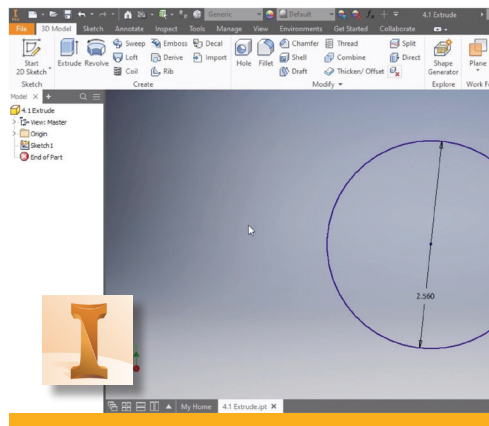 Generic Default 4.1 Extrude
File 3D Model Sketch Annotate Inspect Tools Manage View Environments Get Started Collaborate
Start
2D Sketch
Extrude
Revolve
Sweep Emboss Decal
Loft Derive Import
Coil Rib
Hole
Fillet
Chamfer Thread Split
Shell Combine Direct
Draft Thicken/ Offset
Shape
Generator
Plane
Sketch Create Modify Explore Work
Model
4.1 Extrude
View: Master
Origin
Sketch1
End of Part
2.560
My Home 4.1 Extrude.ipt